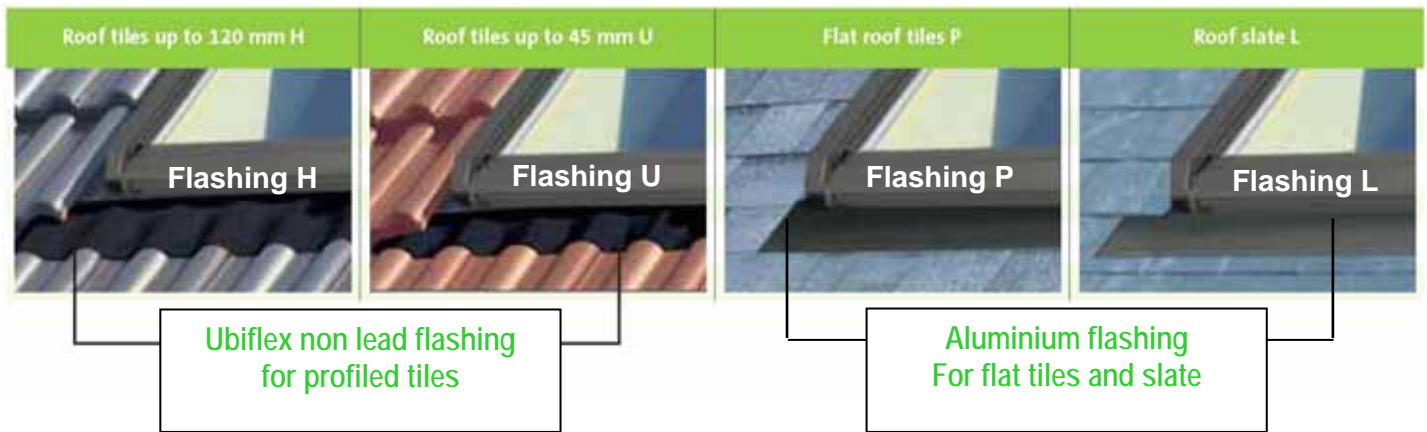 Roof tiles up to 120 mm H
Roof tiles up to 45 mm U
Flat roof tiles P
Roof slate L
Flashing H
Flashing U
Flashing P
Flashing L
Ubiflex non lead flashing
for profiled tiles
Aluminium flashing
For flat tiles and slate